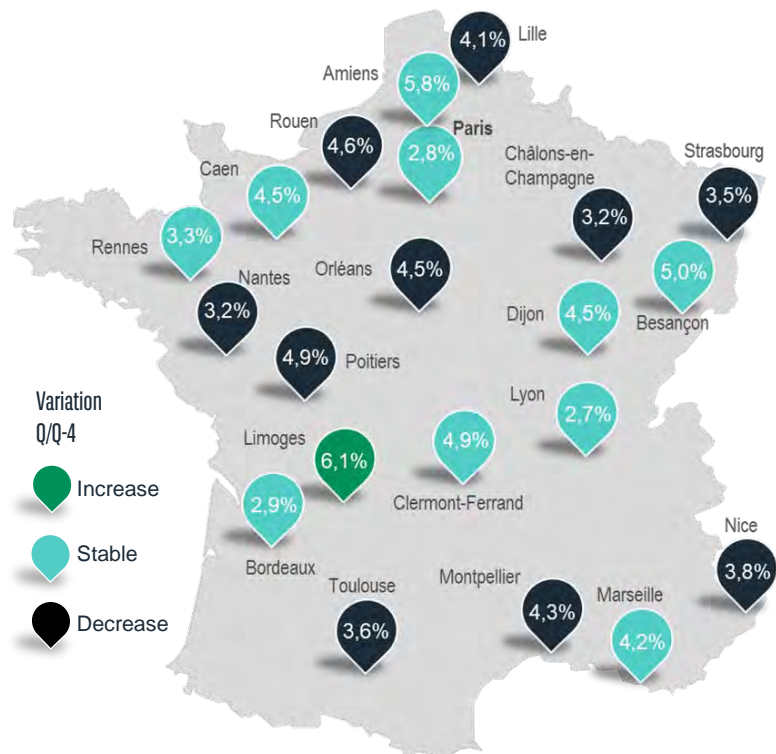 Lille
4,1%
Amiens
5,8%
Rouen
4,6%
Paris
2,8%
Châlons-en-
Champagne
3,2%
Strasbourg
3,5%
Caen
4,5%
Rennes
3,3%
Nantes
3,2%
Orléans
4,5%
Dijon
4,5%
5,0%
Besançon
4,9%
Poitiers
Lyon
2,7%
Variation
Q/Q-4
Increase
Stable
Decrease
Limoges
6,1%
4,9%
Clermont-Ferrand
2,9%
Bordeaux
Toulouse
3,6%
Montpellier
4,3%
Marseille
4,2%
Nice
3,8%